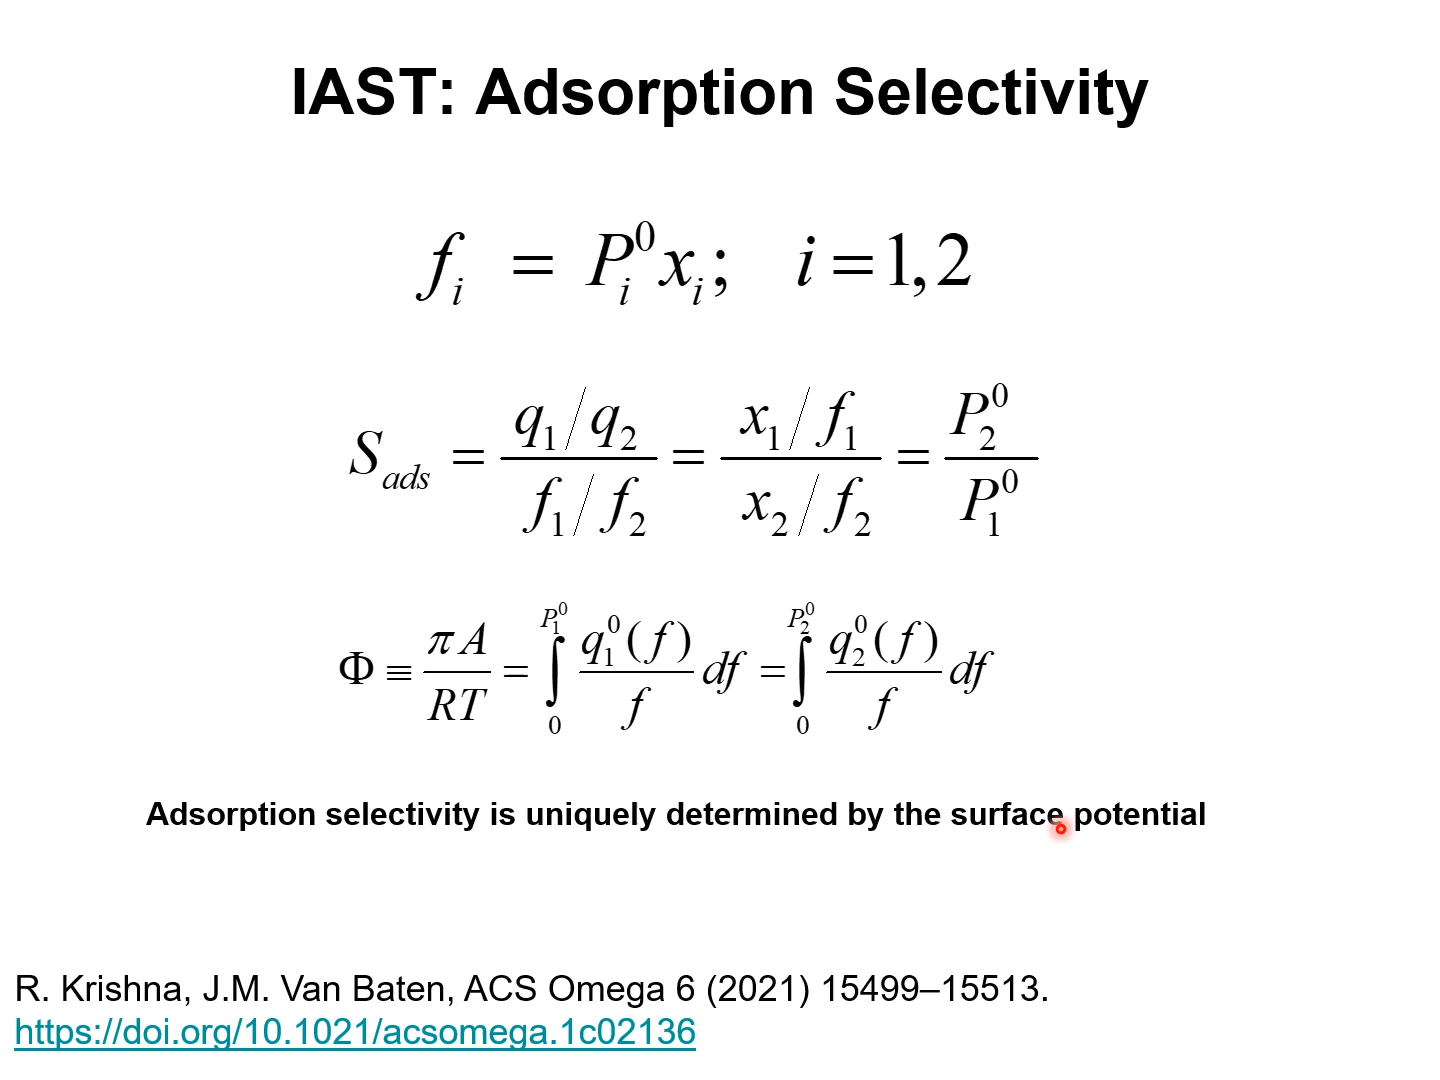 IAST: Adsorption Selectivity
f_i = P_i^0 x_i; i = 1, 2
S_ads = (q_1/q_2)/(f_1/f_2) = (x_1/f_1)/(x_2/f_2) = P_2^0/P_1^0
Φ ≡ πA/RT = ∫_0^{P_1^0} q_1^0(f)/f df = ∫_0^{P_2^0} q_2^0(f)/f df
Adsorption selectivity is uniquely determined by the surface potential
R. Krishna, J.M. Van Baten, ACS Omega 6 (2021) 15499–15513.
https://doi.org/10.1021/acsomega.1c02136